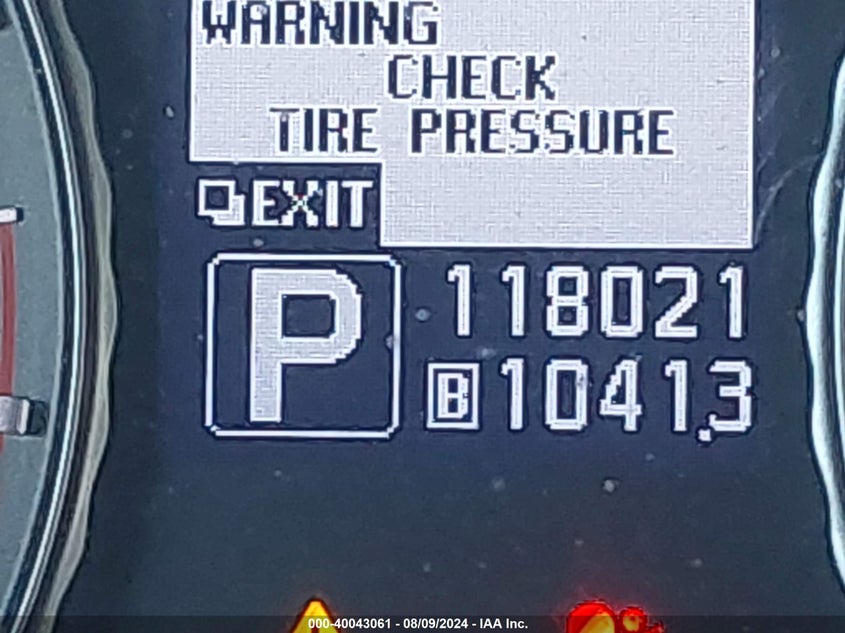 WARNING
CHECK
TIRE PRESSURE
EXIT
P
118021
B 1041.3
000-40043061 - 08/09/2024 - IAA Inc.